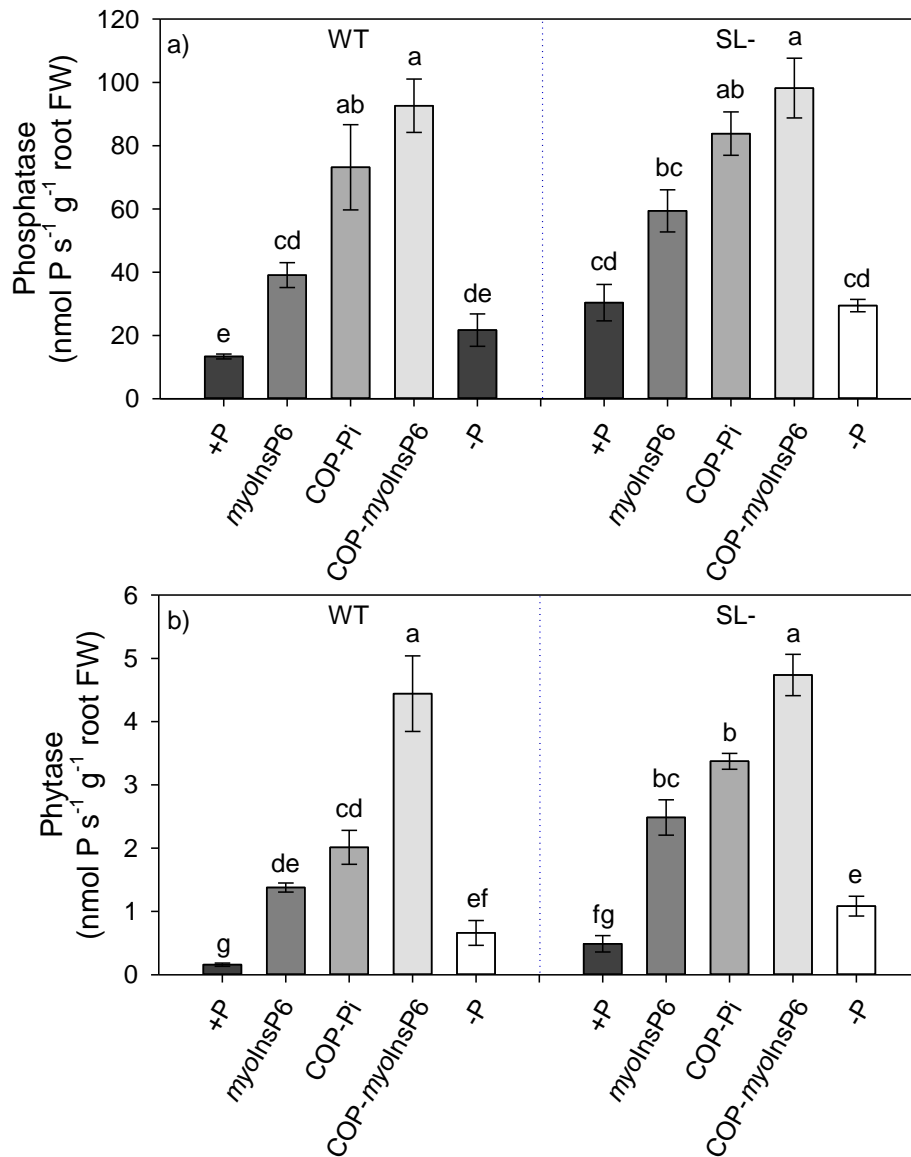 a)
WT
SL-
Phosphatase
(nmol P s⁻¹ g⁻¹ root FW)
120
100
80
60
40
20
0
e
cd
ab
a
de
cd
bc
ab
a
cd
+P
myoInsP6
COP-Pi
COP-myoInsP6
-P
+P
myoInsP6
COP-Pi
COP-myoInsP6
-P
b)
WT
SL-
Phytase
(nmol P s⁻¹ g⁻¹ root FW)
6
5
4
3
2
1
0
g
de
cd
a
ef
fg
bc
b
a
e
+P
myoInsP6
COP-Pi
COP-myoInsP6
-P
+P
myoInsP6
COP-Pi
COP-myoInsP6
-P